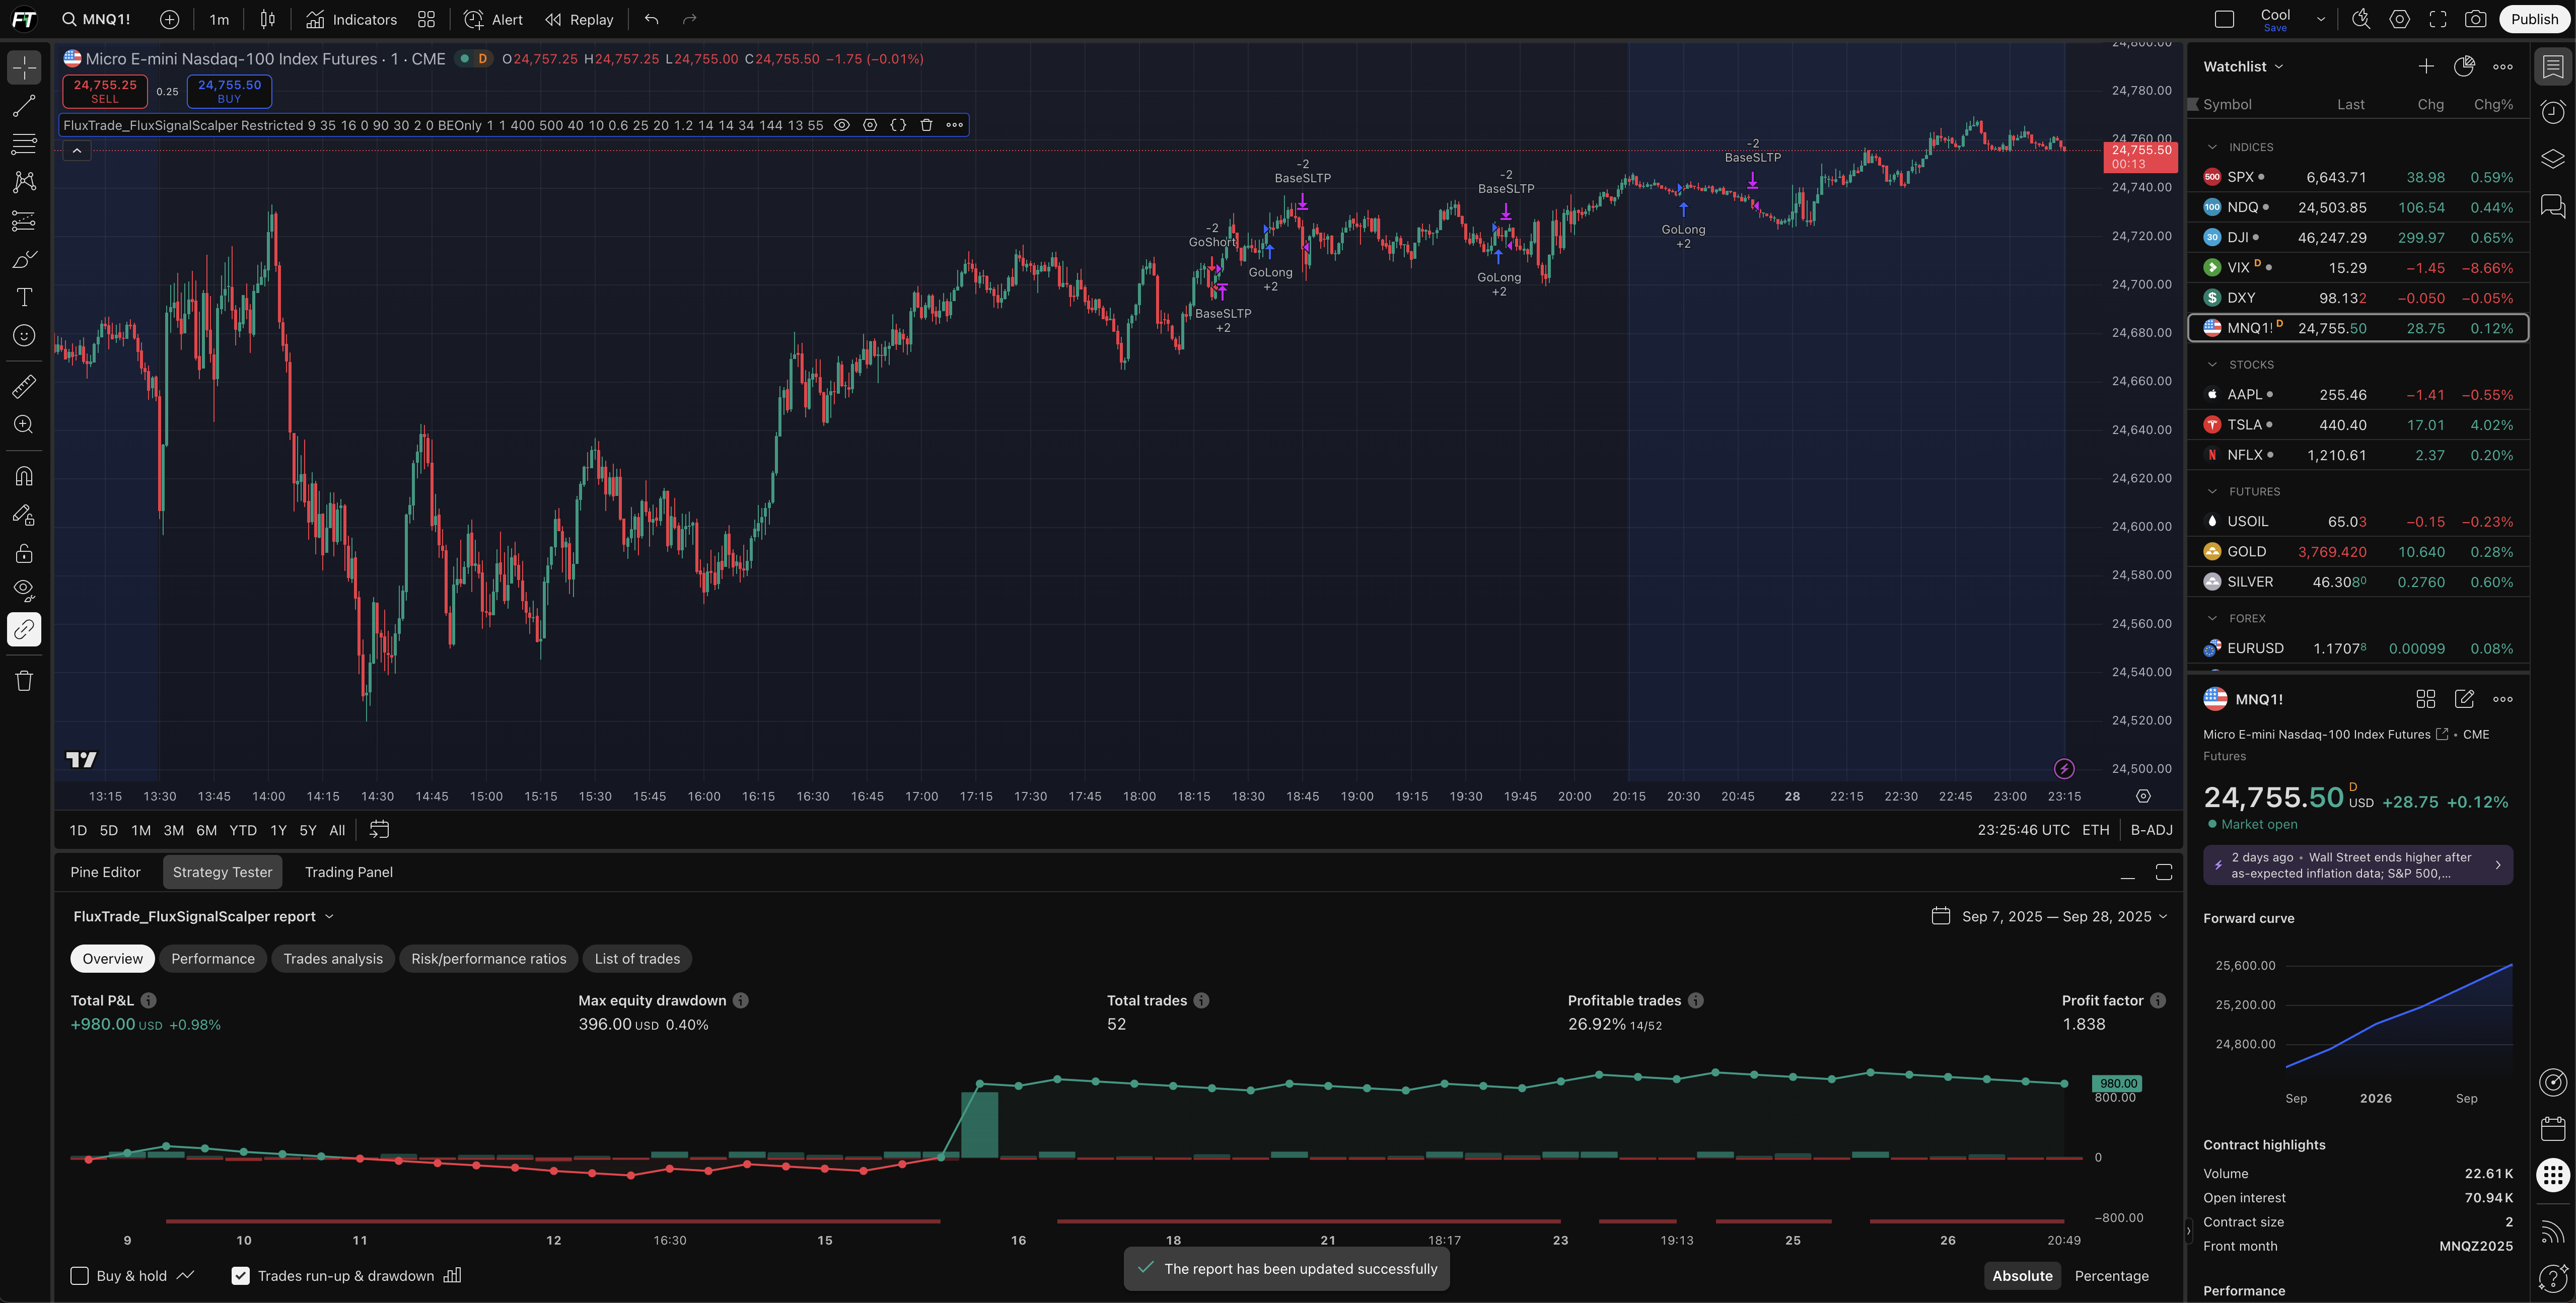 MNQ1! 1m Indicators Alert Replay Cool Save Publish
Micro E-mini Nasdaq-100 Index Futures · 1 · CME D O24,757.25 H24,757.25 L24,755.00 C24,755.50 −1.75 (−0.01%)
24,755.25 SELL 0.25 24,755.50 BUY
FluxTrade_FluxSignalScalper Restricted 9 35 16 0 90 30 2 0 BEOnly 1 1 400 500 40 10 0.6 25 20 1.2 14 14 34 144 13 55
-2
GoShort
BaseSLTP
+2
-2
BaseSLTP
GoLong
+2
-2
BaseSLTP
GoLong
+2
GoLong
+2
-2
BaseSLTP
24,800.00
24,780.00
24,760.00
24,755.50
00:13
24,740.00
24,720.00
24,700.00
24,680.00
24,660.00
24,640.00
24,620.00
24,600.00
24,580.00
24,560.00
24,540.00
24,520.00
24,500.00
13:15 13:30 13:45 14:00 14:15 14:30 14:45 15:00 15:15 15:30 15:45 16:00 16:15 16:30 16:45 17:00 17:15 17:30 17:45 18:00 18:15 18:30 18:45 19:00 19:15 19:30 19:45 20:00 20:15 20:30 20:45 28 22:15 22:30 22:45 23:00 23:15
1D 5D 1M 3M 6M YTD 1Y 5Y All 23:25:46 UTC ETH B-ADJ
Pine Editor Strategy Tester Trading Panel
FluxTrade_FluxSignalScalper report Sep 7, 2025 — Sep 28, 2025
Overview Performance Trades analysis Risk/performance ratios List of trades
Total P&L Max equity drawdown Total trades Profitable trades Profit factor
+980.00 USD +0.98% 396.00 USD 0.40% 52 26.92% 14/52 1.838
980.00
800.00
0
−800.00
9 10 11 12 16:30 15 16 18 21 18:17 23 19:13 25 26 20:49
Buy & hold Trades run-up & drawdown The report has been updated successfully Absolute Percentage
Watchlist
Symbol Last Chg Chg%
INDICES
SPX 6,643.71 38.98 0.59%
NDQ 24,503.85 106.54 0.44%
DJI 46,247.29 299.97 0.65%
VIX D 15.29 −1.45 −8.66%
DXY 98.132 −0.050 −0.05%
MNQ1! D 24,755.50 28.75 0.12%
STOCKS
AAPL 255.46 −1.41 −0.55%
TSLA 440.40 17.01 4.02%
NFLX 1,210.61 2.37 0.20%
FUTURES
USOIL 65.03 −0.15 −0.23%
GOLD 3,769.420 10.640 0.28%
SILVER 46.3080 0.2760 0.60%
FOREX
EURUSD 1.17078 0.00099 0.08%
MNQ1!
Micro E-mini Nasdaq-100 Index Futures • CME
Futures
24,755.50 D USD +28.75 +0.12%
Market open
2 days ago • Wall Street ends higher after
as-expected inflation data; S&P 500,...
Forward curve
25,600.00
25,200.00
24,800.00
Sep 2026 Sep
Contract highlights
Volume 22.61K
Open interest 70.94K
Contract size 2
Front month MNQZ2025
Performance